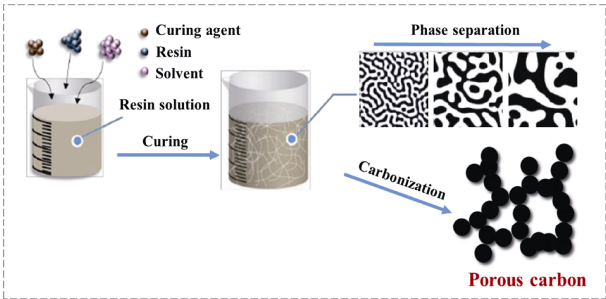 Curing agent
Resin
Solvent
Resin solution
Curing
Phase separation
Carbonization
Porous carbon